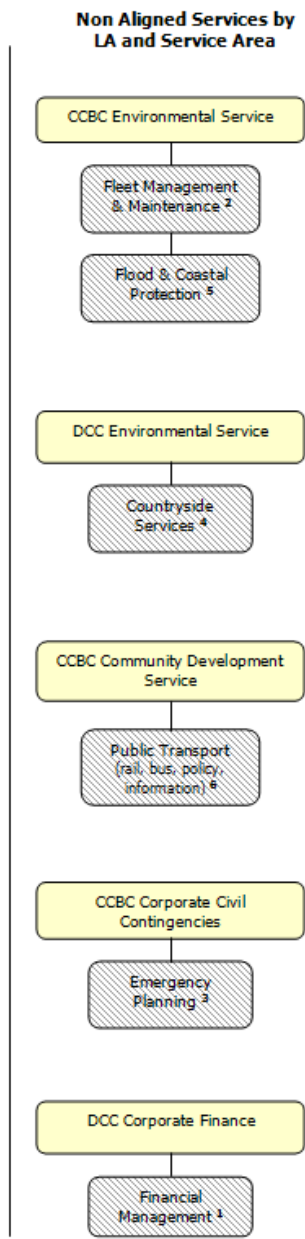 Non Aligned Services by
LA and Service Area
CCBC Environmental Service
Fleet Management
& Maintenance ²
Flood & Coastal
Protection ⁵
DCC Environmental Service
Countryside
Services ⁴
CCBC Community Development
Service
Public Transport
(rail, bus, policy,
information) ⁶
CCBC Corporate Civil
Contingencies
Emergency
Planning ³
DCC Corporate Finance
Financial
Management ¹